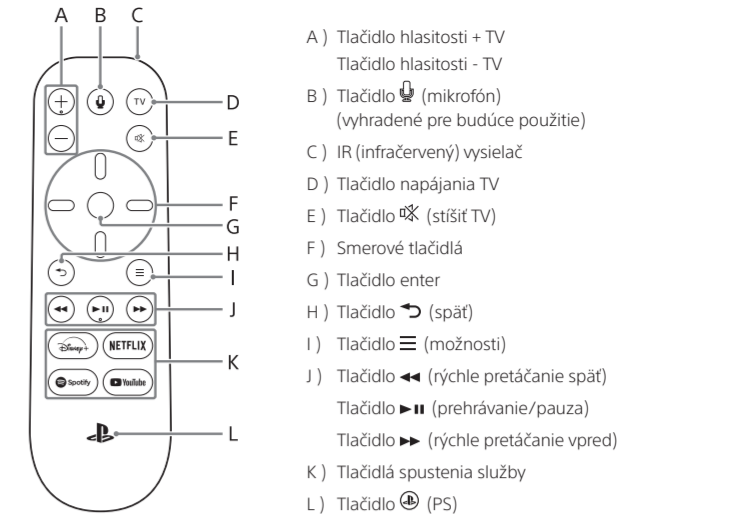 A B C
TV
D
E
F
G
H
I
J
Disney+ NETFLIX
K
Spotify YouTube
L
A ) Tlačidlo hlasitosti + TV
Tlačidlo hlasitosti - TV
B ) Tlačidlo (mikrofón)
(vyhradené pre budúce použitie)
C ) IR (infračervený) vysielač
D ) Tlačidlo napájania TV
E ) Tlačidlo (stíšiť TV)
F ) Smerové tlačidlá
G ) Tlačidlo enter
H ) Tlačidlo (späť)
I ) Tlačidlo (možnosti)
J ) Tlačidlo (rýchle pretáčanie späť)
Tlačidlo (prehrávanie/pauza)
Tlačidlo (rýchle pretáčanie vpred)
K ) Tlačidlá spustenia služby
L ) Tlačidlo (PS)